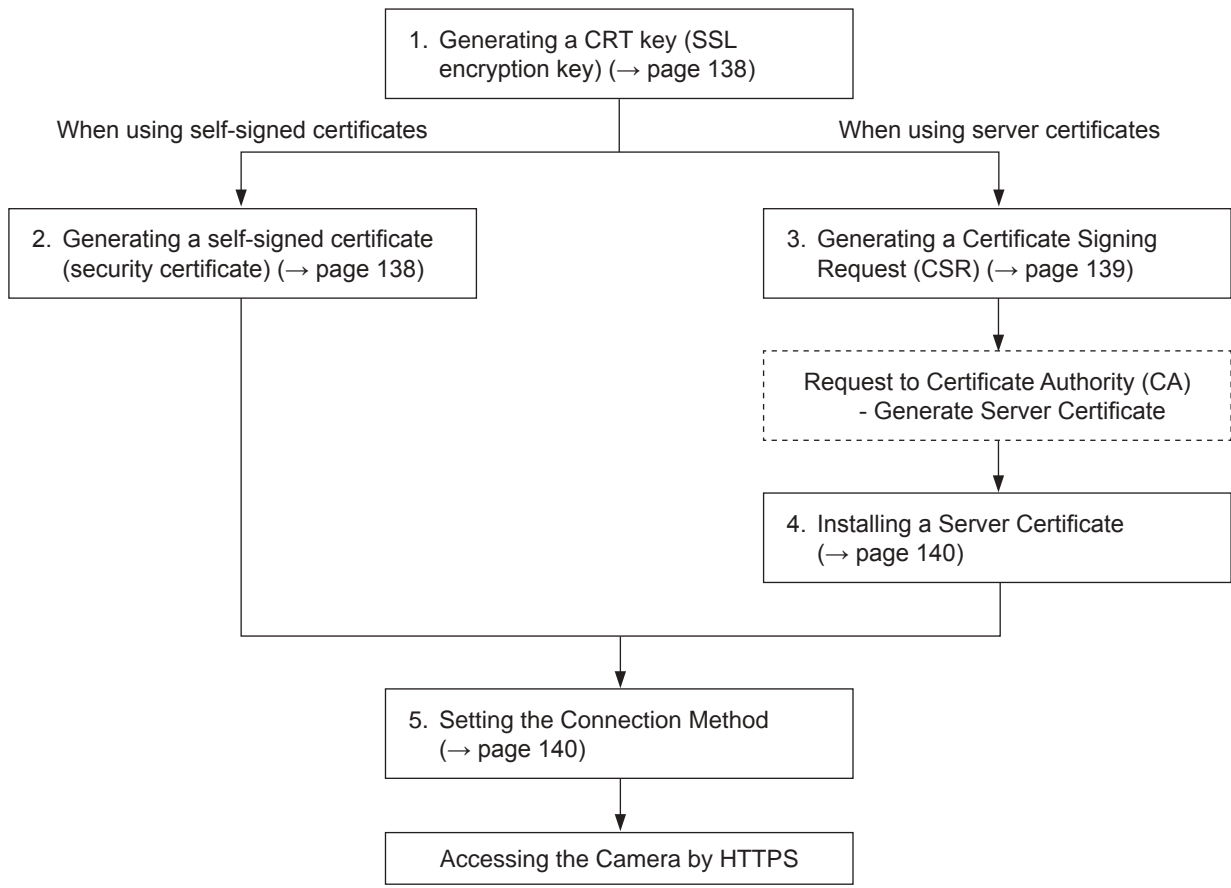 1. Generating a CRT key (SSL
encryption key) (→ page 138)
When using self-signed certificates
When using server certificates
2. Generating a self-signed certificate
(security certificate) (→ page 138)
3. Generating a Certificate Signing
Request (CSR) (→ page 139)
Request to Certificate Authority (CA)
- Generate Server Certificate
4. Installing a Server Certificate
(→ page 140)
5. Setting the Connection Method
(→ page 140)
Accessing the Camera by HTTPS